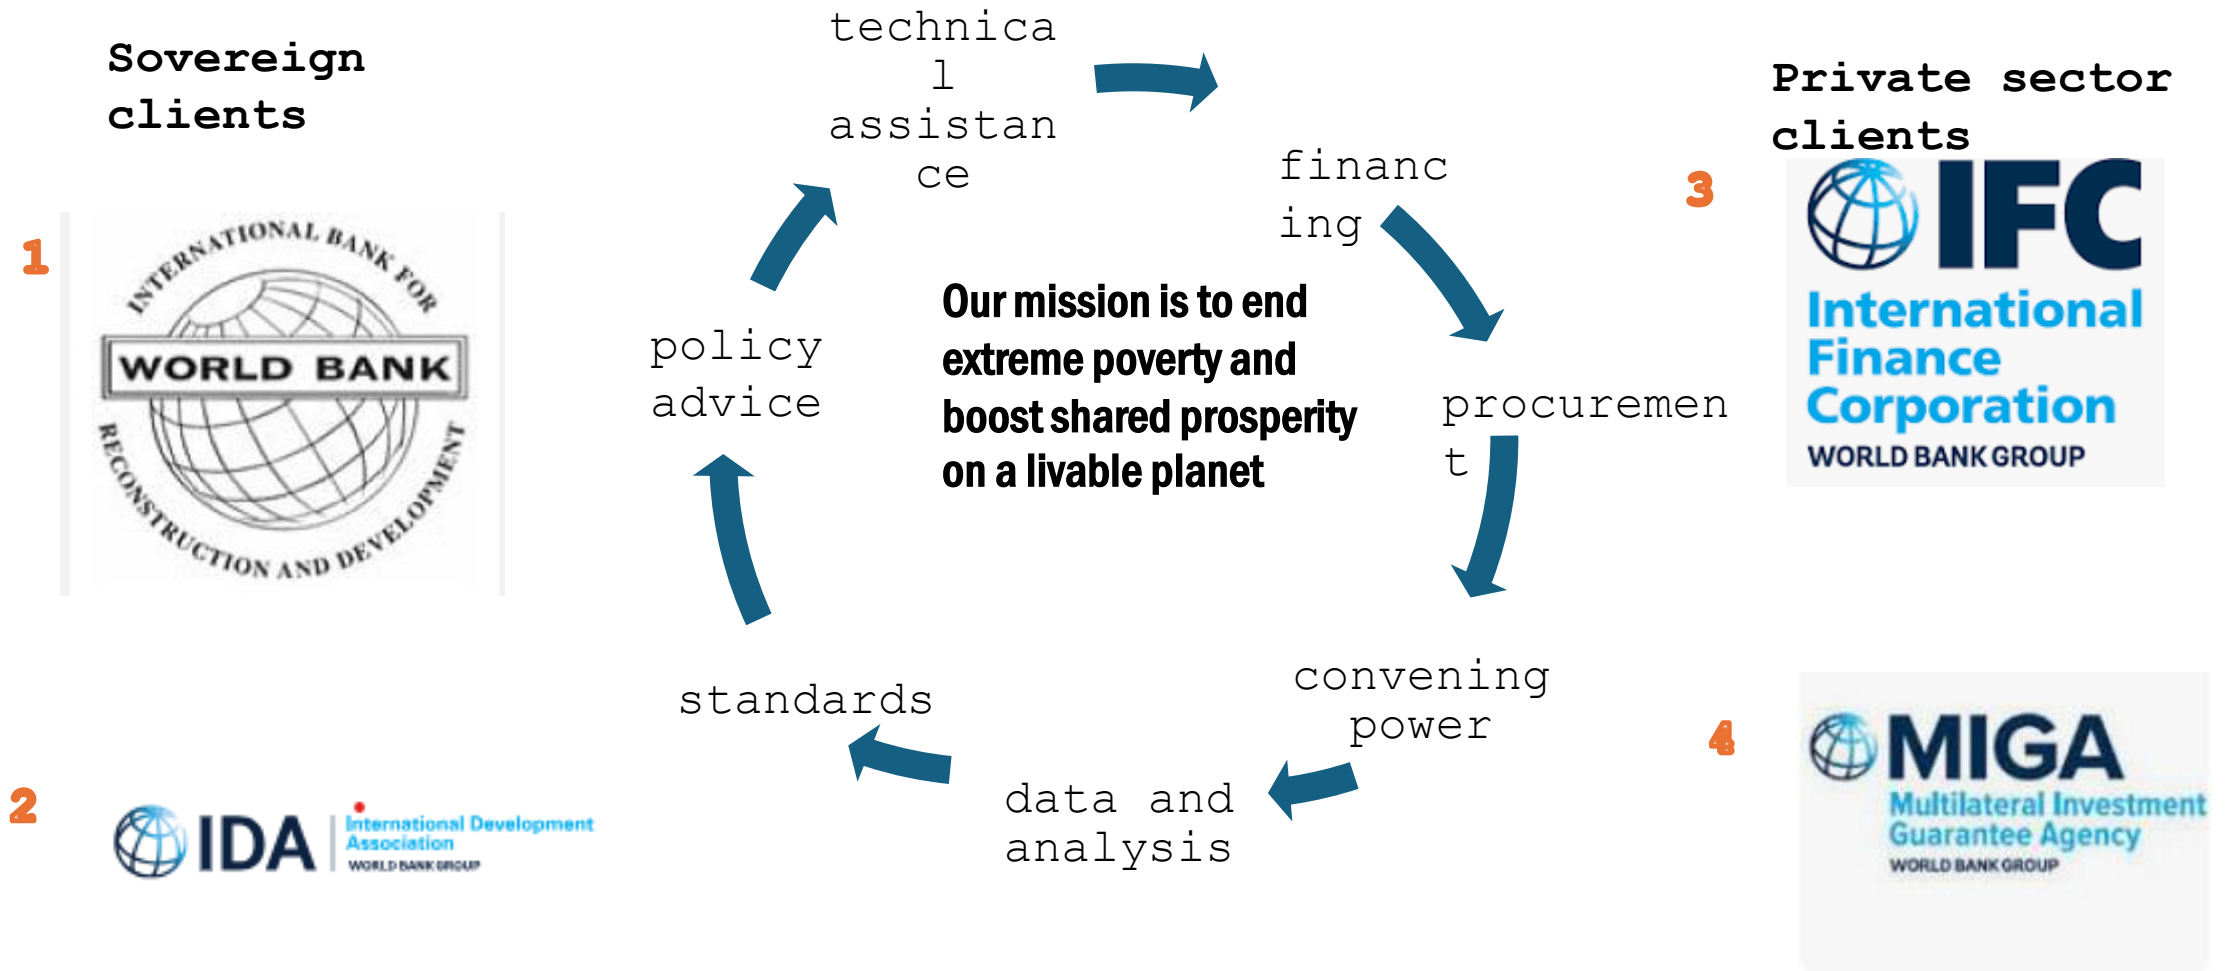 Sovereign
clients
1
INTERNATIONAL BANK FOR
WORLD BANK
RECONSTRUCTION AND DEVELOPMENT
2
IDA
International Development
Association
WORLD BANK GROUP
technica
l
assistan
ce
financ
ing
procuremen
t
convening
power
data and
analysis
standards
policy
advice
Our mission is to end
extreme poverty and
boost shared prosperity
on a livable planet
Private sector
clients
3
IFC
International
Finance
Corporation
WORLD BANK GROUP
4
MIGA
Multilateral Investment
Guarantee Agency
WORLD BANK GROUP